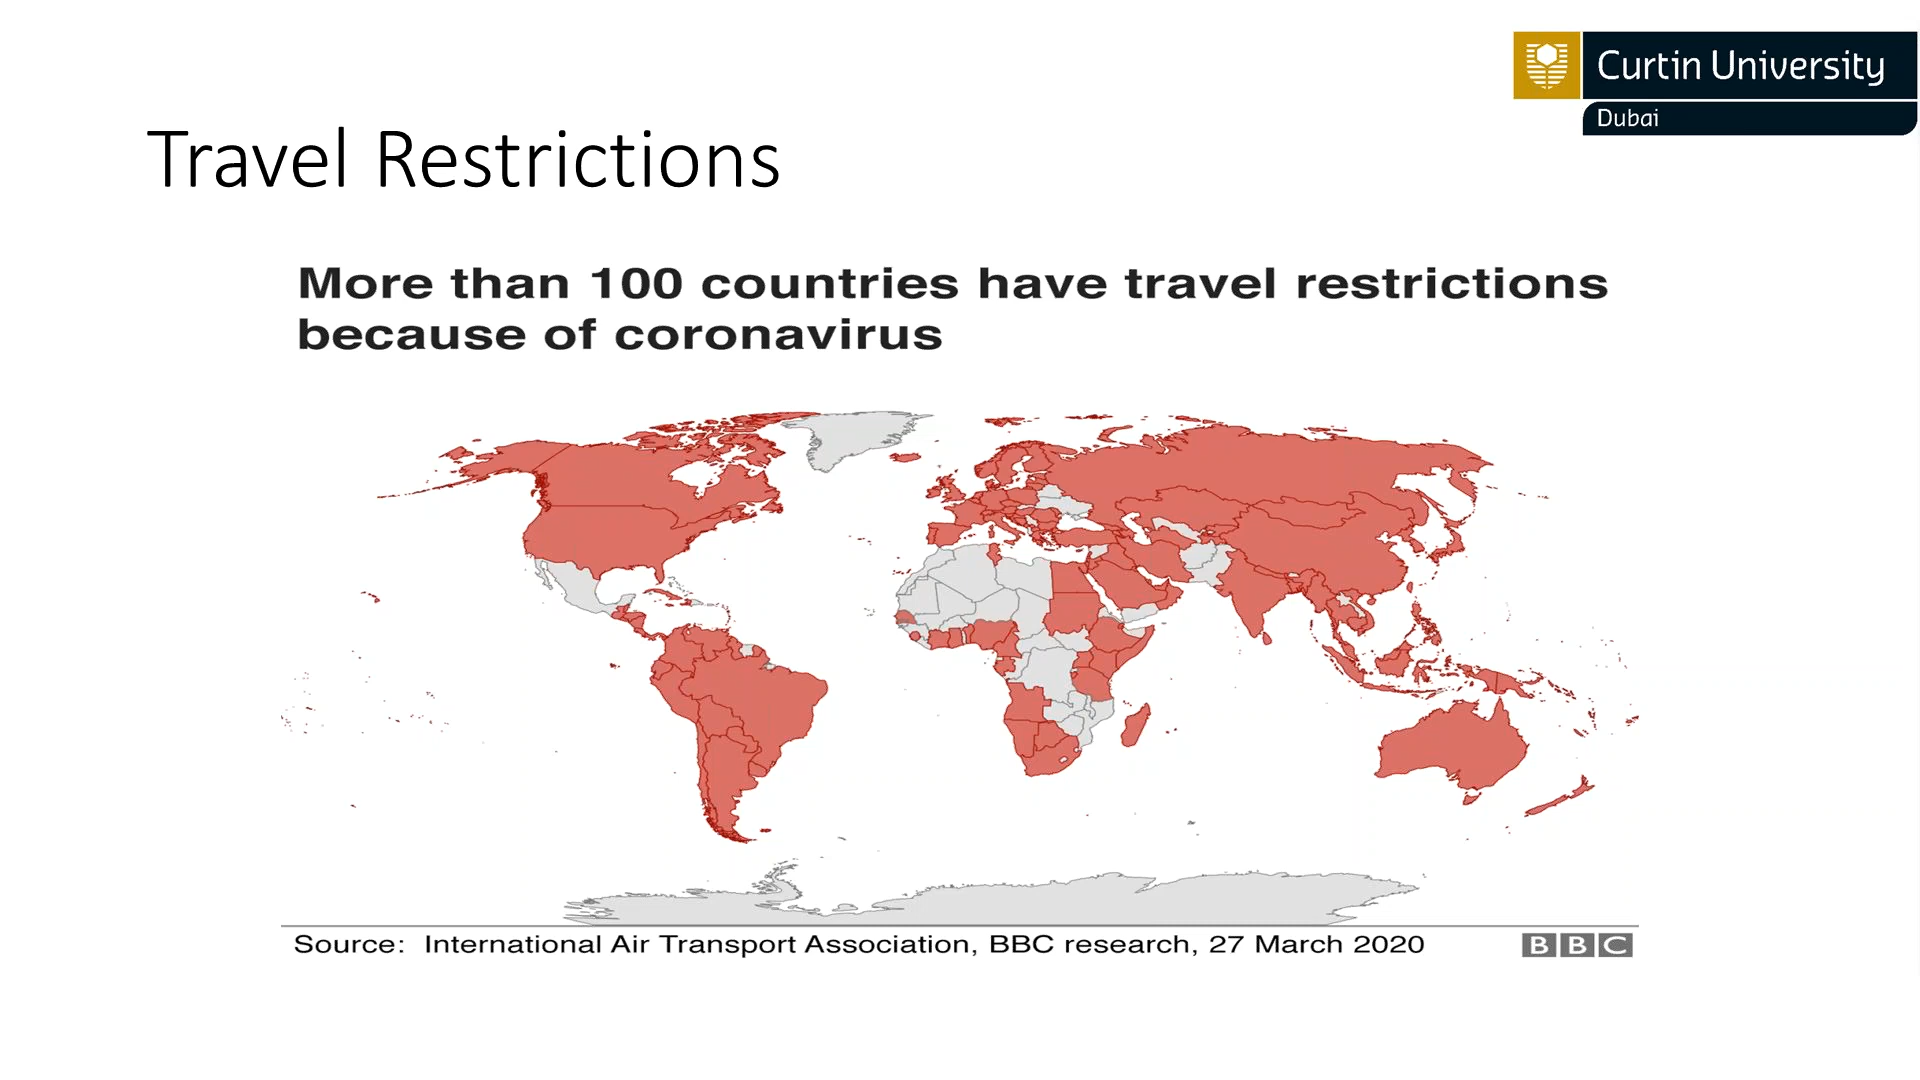 Curtin University
Dubai
Travel Restrictions
More than 100 countries have travel restrictions
because of coronavirus
Source: International Air Transport Association, BBC research, 27 March 2020
BBC